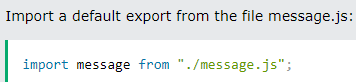 Import a default export from the file message.js:
import message from "./message.js";